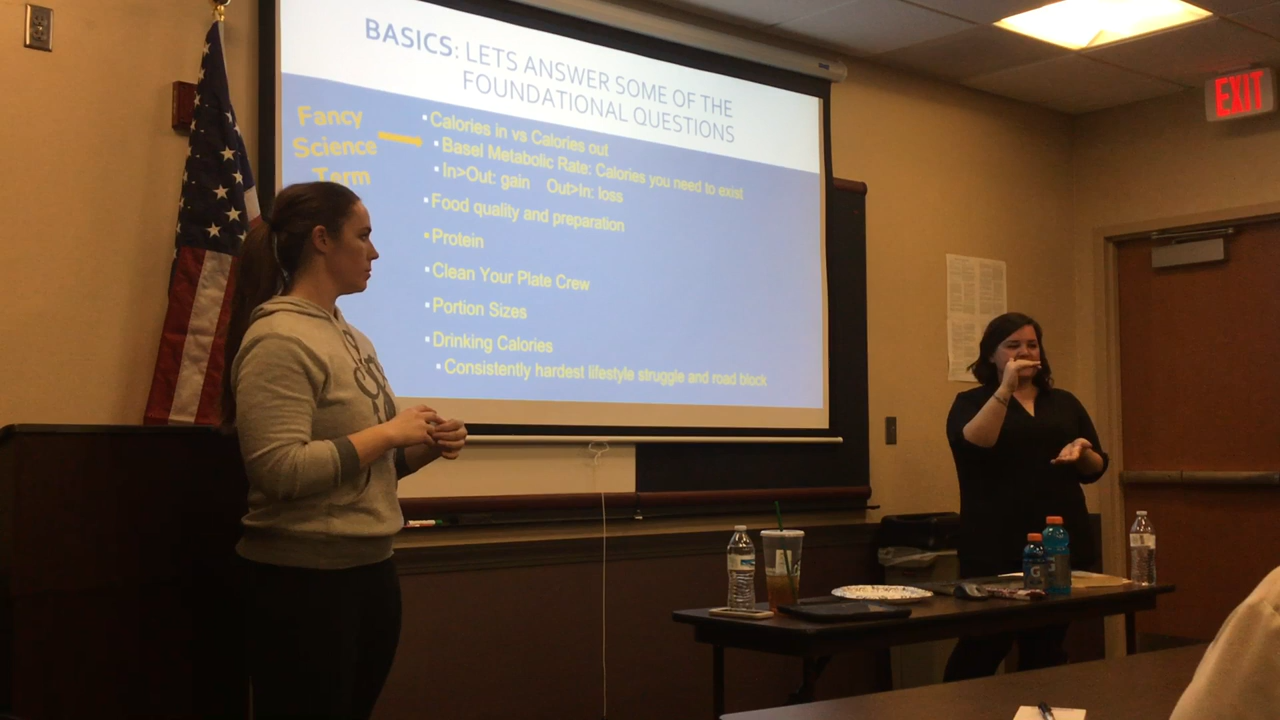 BASICS: LETS ANSWER SOME OF THE
FOUNDATIONAL QUESTIONS
Fancy
Science
Term
▪Calories in vs Calories out
▪Basel Metabolic Rate: Calories you need to exist
▪In>Out: gain Out>In: loss
▪Food quality and preparation
▪Protein
▪Clean Your Plate Crew
▪Portion Sizes
▪Drinking Calories
▪Consistently hardest lifestyle struggle and road block
EXIT
G